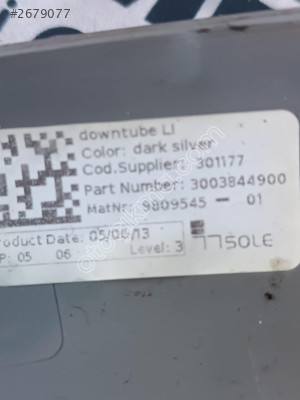 #2679077
downtube LI
Color: dark silver
Cod.Supplier: 301177
Part Number: 3003844900
MatNr. 9809545 - 01
roduct Date: 05/06/13
P: 05 06 Level: 3